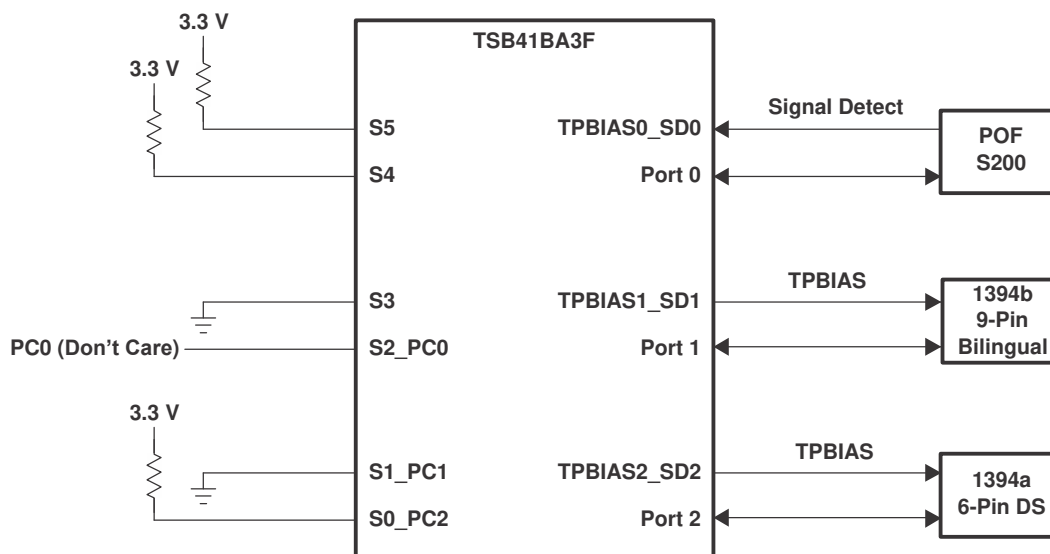 3.3 V
TSB41BA3F
3.3 V
S5
TPBIAS0_SD0
Signal Detect
POF
S200
S4
Port 0
S3
TPBIAS1_SD1
TPBIAS
1394b
9-Pin
Bilingual
PC0 (Don't Care)
S2_PC0
Port 1
3.3 V
S1_PC1
TPBIAS2_SD2
TPBIAS
1394a
6-Pin DS
S0_PC2
Port 2